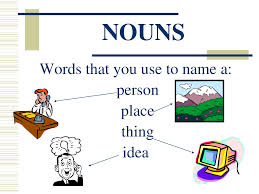 NOUNS
Words that you use to name a:
person
place
thing
idea